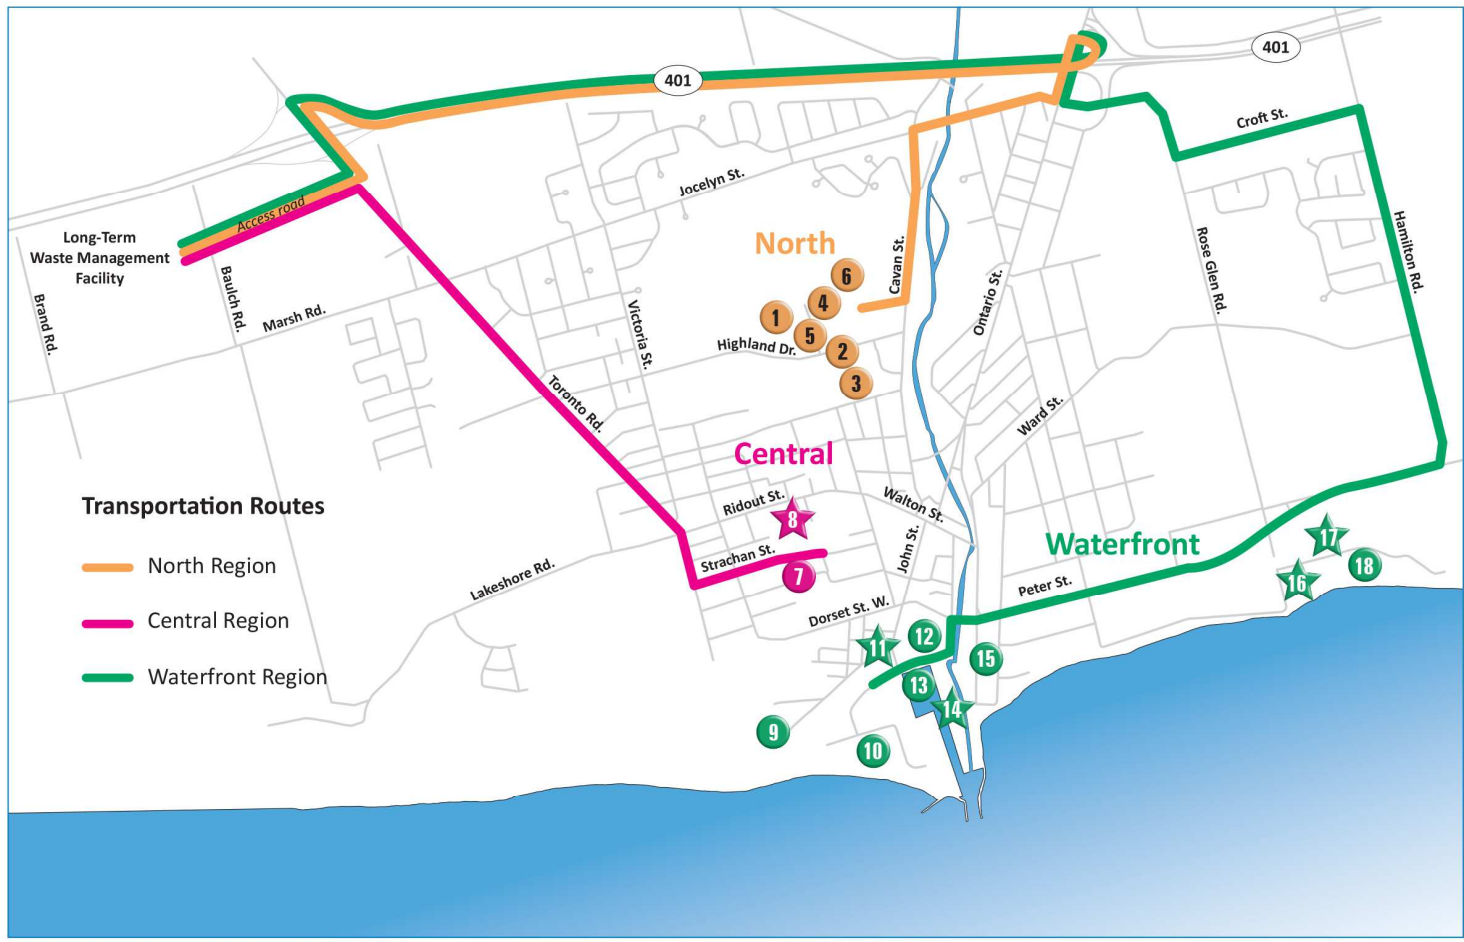 401
401
Croft St.
Jocelyn St.
Access road
Long-Term
Waste Management
Facility
Hamilton Rd.
Rose Glen Rd.
North
Cavan St.
Baulch Rd.
Brand Rd.
Marsh Rd.
Victoria St.
Ontario St.
6
4
1
5
2
3
Highland Dr.
Toronto Rd.
Ward St.
Central
Ridout St.
8
Walton St.
Transportation Routes
North Region
Central Region
Waterfront Region
Strachan St.
7
John St.
Waterfront
17
18
16
Lakeshore Rd.
Peter St.
Dorset St. W.
11
12
15
13
14
9
10